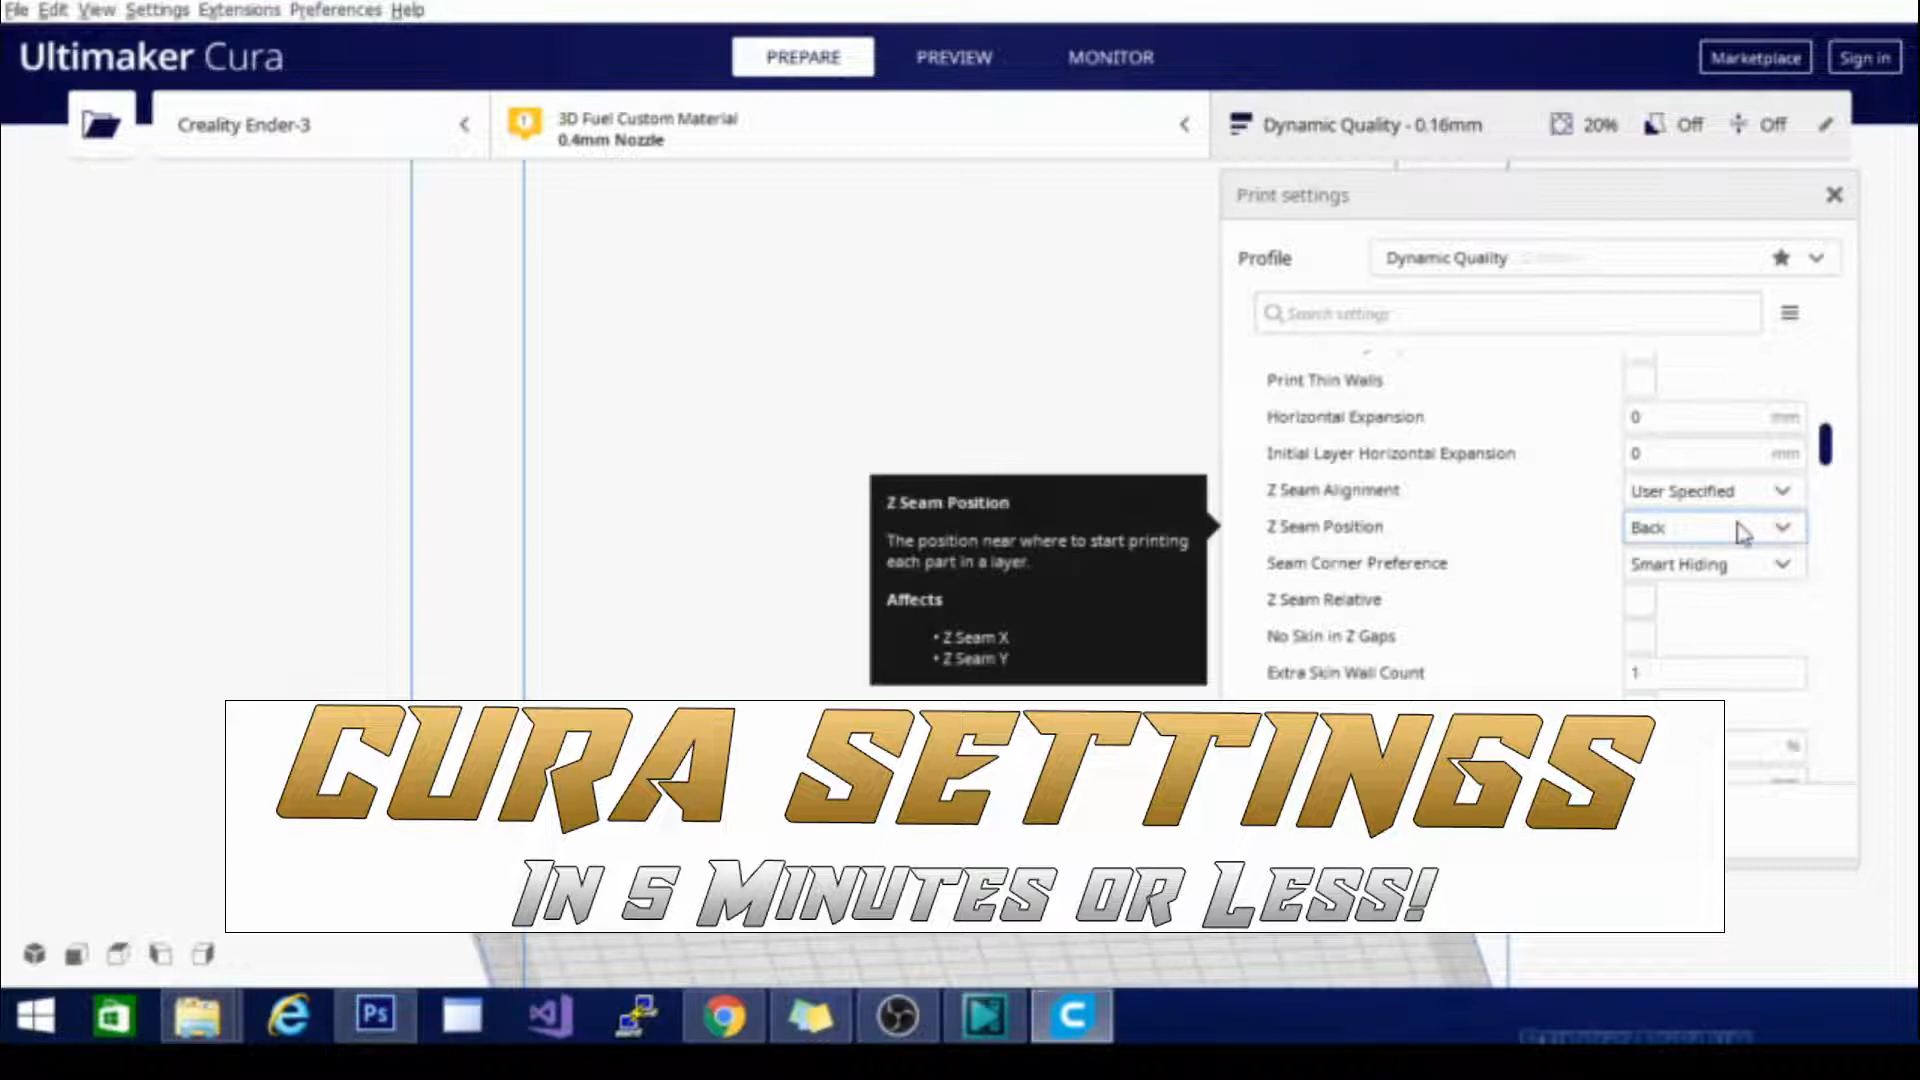 File Edit View Settings Extensions Preferences Help
Ultimaker Cura
PREPARE PREVIEW MONITOR
Marketplace Sign in
Creality Ender-3
3D Fuel Custom Material
0.4mm Nozzle
Dynamic Quality - 0.16mm 20% Off Off
Print settings
Profile Dynamic Quality
Search settings
Print Thin Walls
Horizontal Expansion 0 mm
Initial Layer Horizontal Expansion 0 mm
Z Seam Alignment User Specified
Z Seam Position Back
Seam Corner Preference Smart Hiding
Z Seam Relative
No Skin in Z Gaps
Extra Skin Wall Count 1
%
Z Seam Position
The position near where to start printing
each part in a layer.
Affects
• Z Seam X
• Z Seam Y
CURA SETTINGS
IN 5 MINUTES OR LESS!
Ps